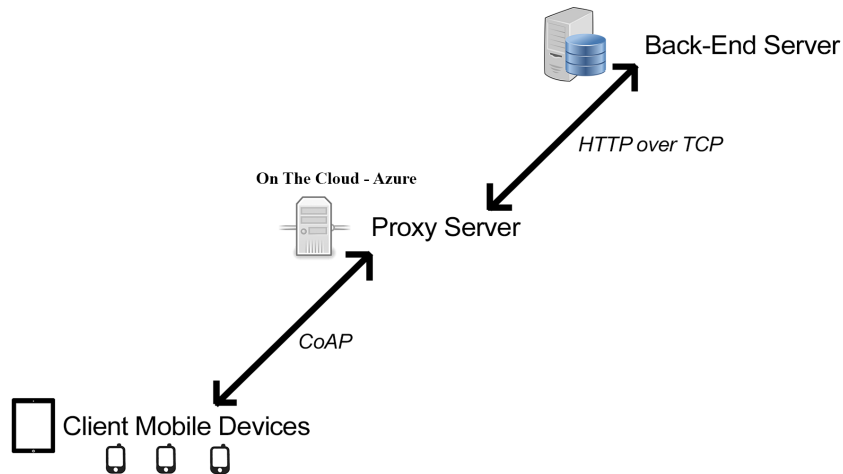 Back-End Server
HTTP over TCP
On The Cloud - Azure
Proxy Server
CoAP
Client Mobile Devices